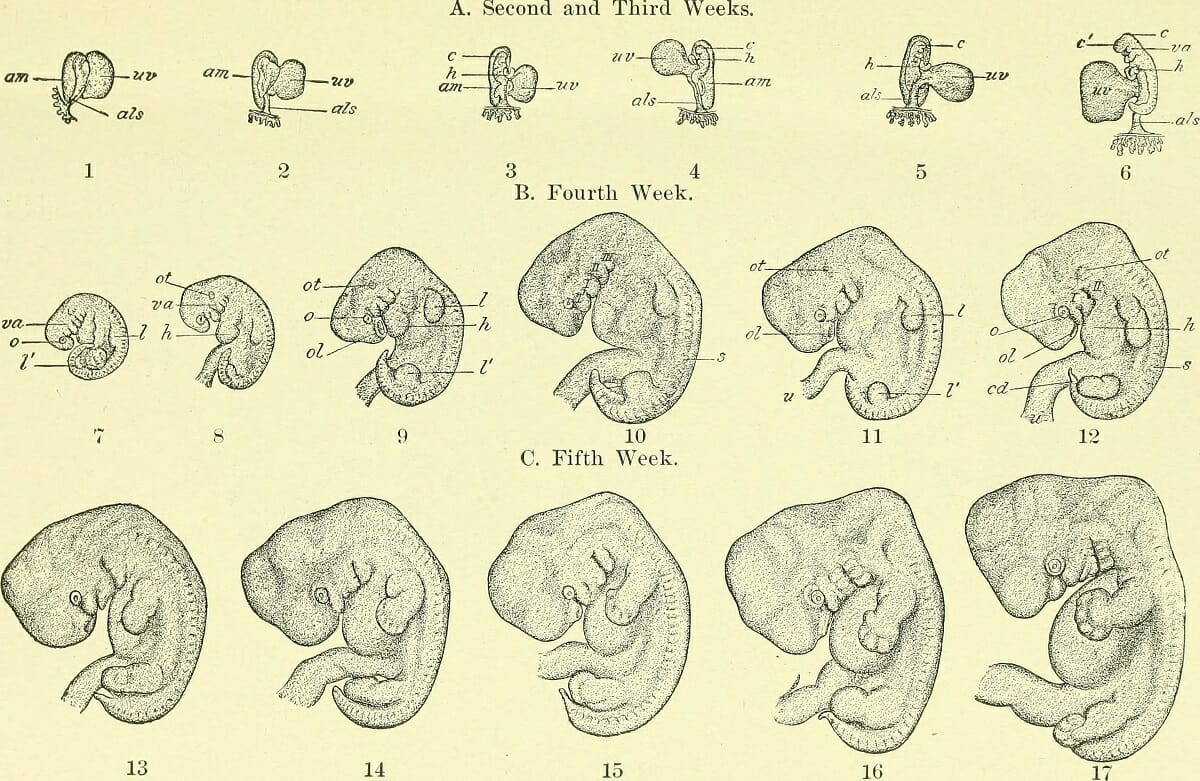 A. Second and Third Weeks.
am uv als
am uv als
c h am uv
uv c h am als
c h uv als
c' c va h uv als
1 2 3 4 5 6
B. Fourth Week.
va o l' l
ot va h
ot o ol l h l'
II III s
ot ol u l l'
ot II o ol h cd s u
7 8 9 10 11 12
C. Fifth Week.
13 14 15 16 17